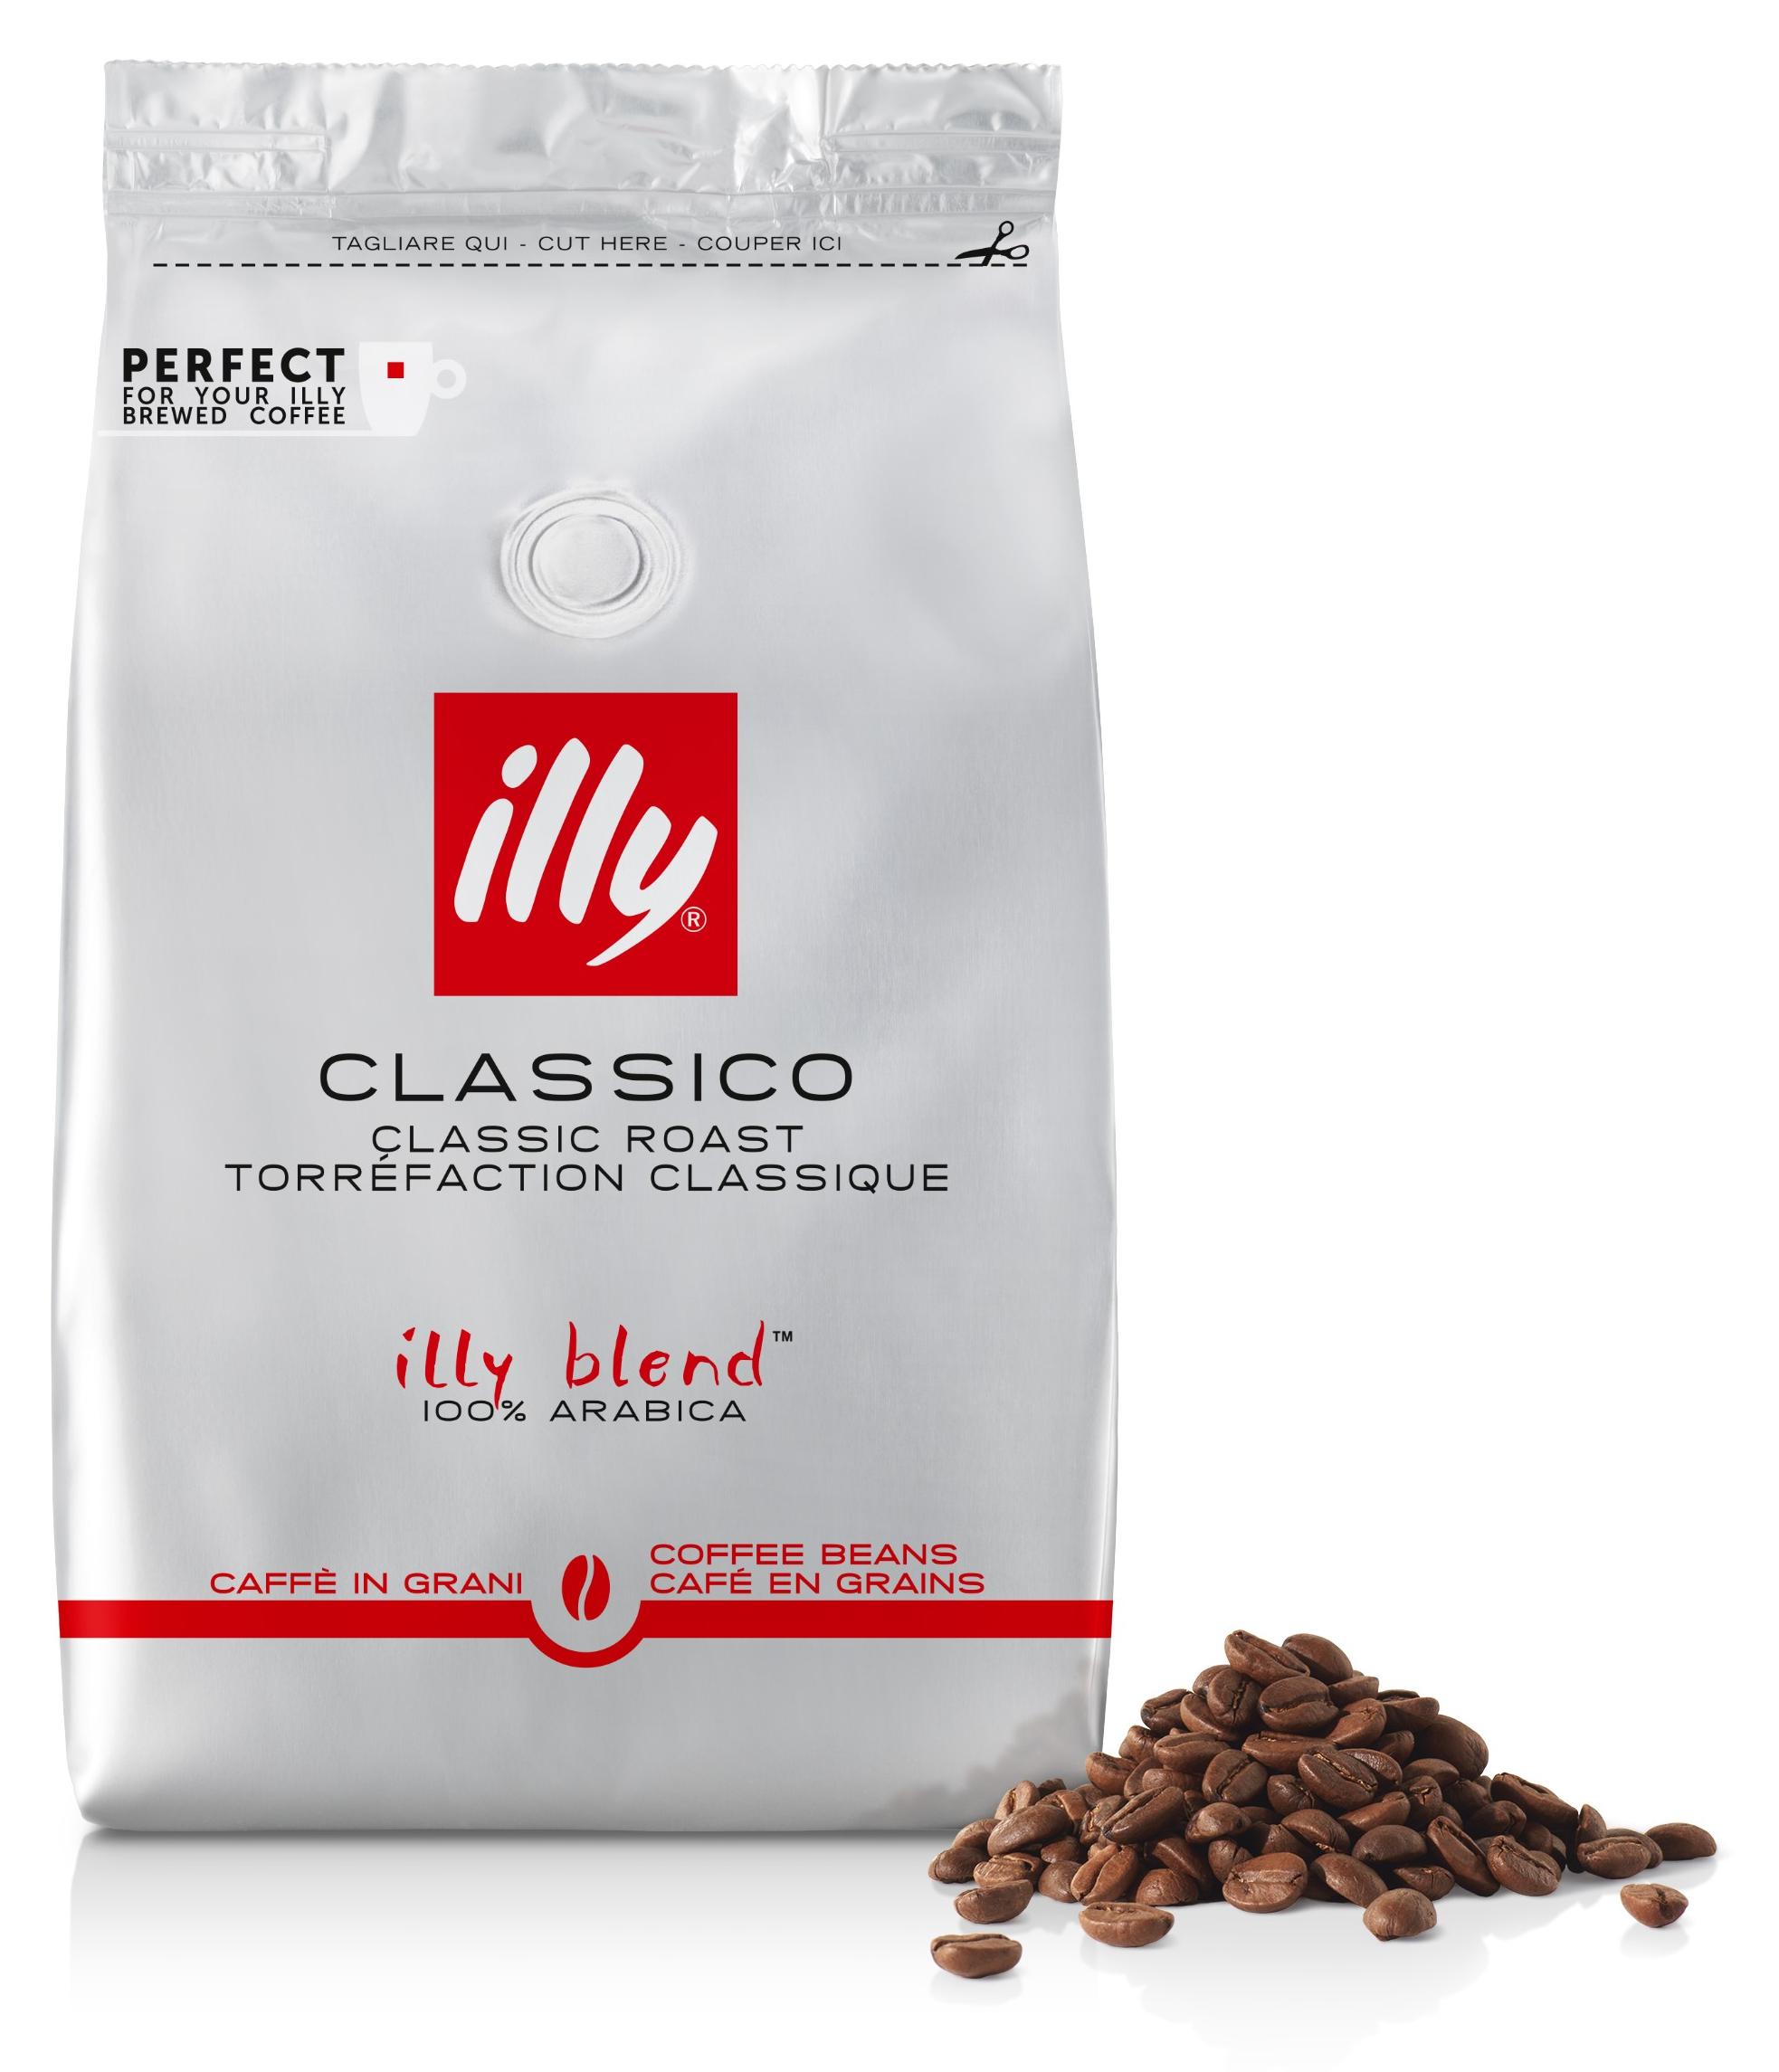 TAGLIARE QUI - CUT HERE - COUPER ICI
PERFECT
FOR YOUR ILLY
BREWED COFFEE
illy®
CLASSICO
CLASSIC ROAST
TORRÉFACTION CLASSIQUE
illy blend™
100% ARABICA
CAFFÈ IN GRANI
COFFEE BEANS
CAFÉ EN GRAINS